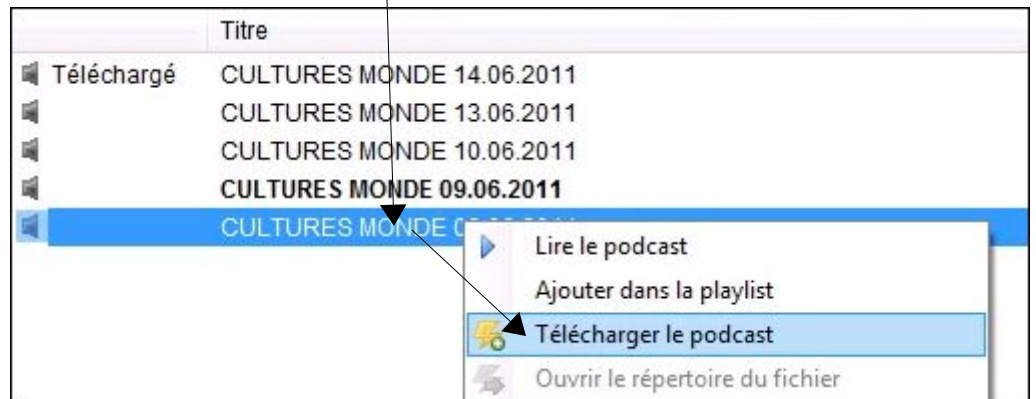 Titre
Téléchargé CULTURES MONDE 14.06.2011
CULTURES MONDE 13.06.2011
CULTURES MONDE 10.06.2011
CULTURES MONDE 09.06.2011
CULTURES MONDE
Lire le podcast
Ajouter dans la playlist
Télécharger le podcast
Ouvrir le répertoire du fichier